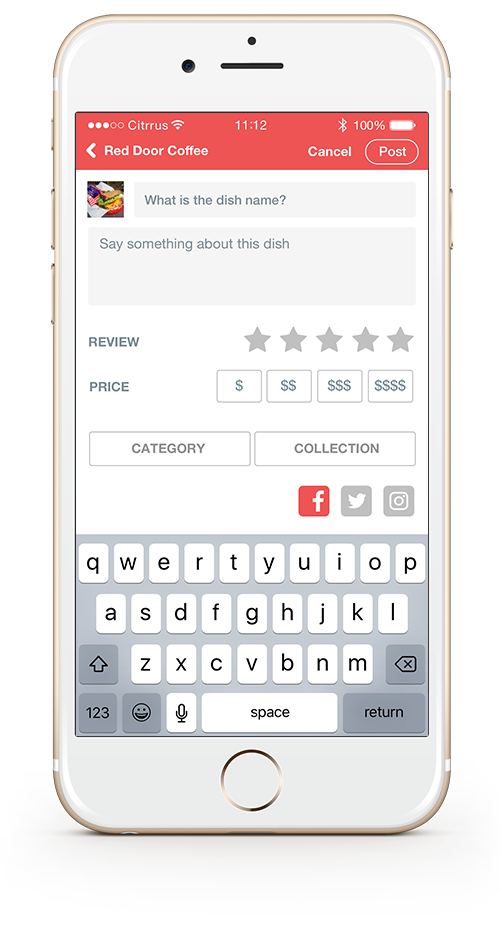 Citrrus 11:12 100%
Red Door Coffee Cancel Post
What is the dish name?
Say something about this dish
REVIEW
PRICE $ $$ $$$ $$$$
CATEGORY COLLECTION
f
q w e r t y u i o p
a s d f g h j k l
z x c v b n m
123 space return